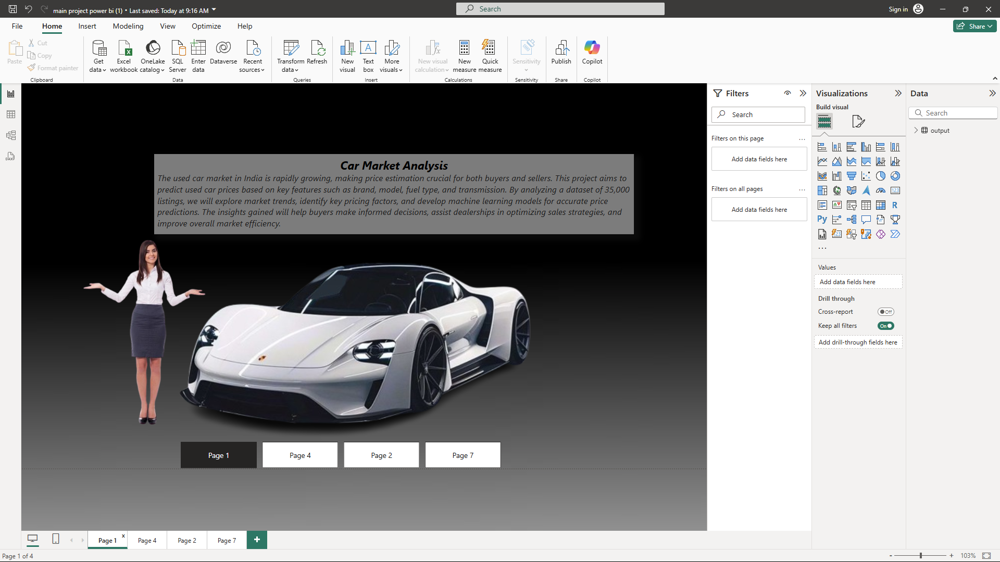 main project power bi (1) • Last saved: Today at 9:16 AM
Search
Sign in
File
Home
Insert
Modeling
View
Optimize
Help
Share
Paste
Cut
Copy
Format painter
Clipboard
Get
data
Excel
workbook
OneLake
catalog
SQL
Server
Enter
data
Dataverse
Recent
sources
Data
Transform
data
Refresh
Queries
New
visual
Text
box
More
visuals
Insert
New visual
calculation
New
measure
Quick
measure
Calculations
Sensitivity
Sensitivity
Publish
Share
Copilot
Copilot
DAX
Car Market Analysis
The used car market in India is rapidly growing, making price estimation crucial for both buyers and sellers. This project aims to
predict used car prices based on key features such as brand, model, fuel type, and transmission. By analyzing a dataset of 35,000
listings, we will explore market trends, identify key pricing factors, and develop machine learning models for accurate price
predictions. The insights gained will help buyers make informed decisions, assist dealerships in optimizing sales strategies, and
improve overall market efficiency.
Page 1
Page 4
Page 2
Page 7
Filters
Search
Filters on this page
...
Add data fields here
Filters on all pages
...
Add data fields here
Visualizations
Build visual
123
R
Py
123
...
Values
Add data fields here
Drill through
Cross-report
Off
Keep all filters
On
Add drill-through fields here
Data
Search
output
Page 1
x
Page 4
Page 2
Page 7
+
Page 1 of 4
-
+
103%